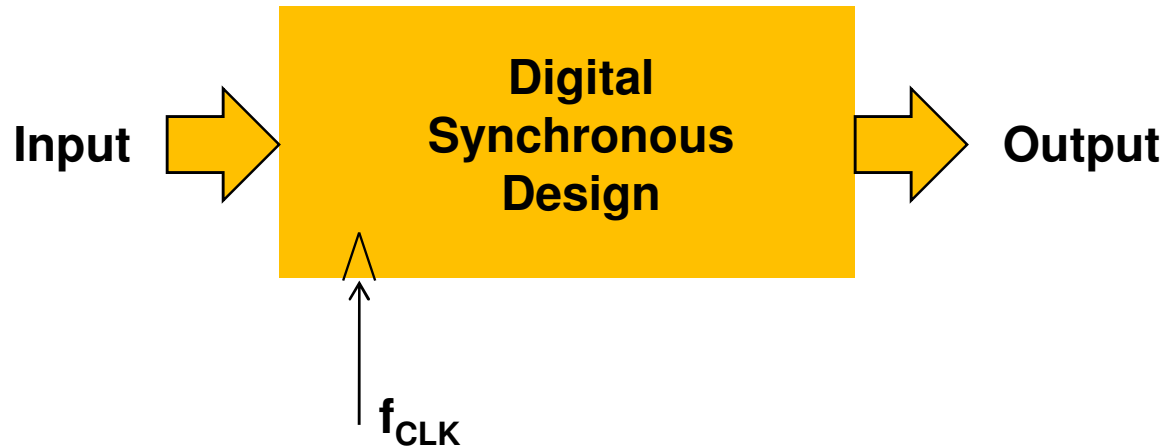 Digital
Synchronous
Design
Input
Output
fCLK